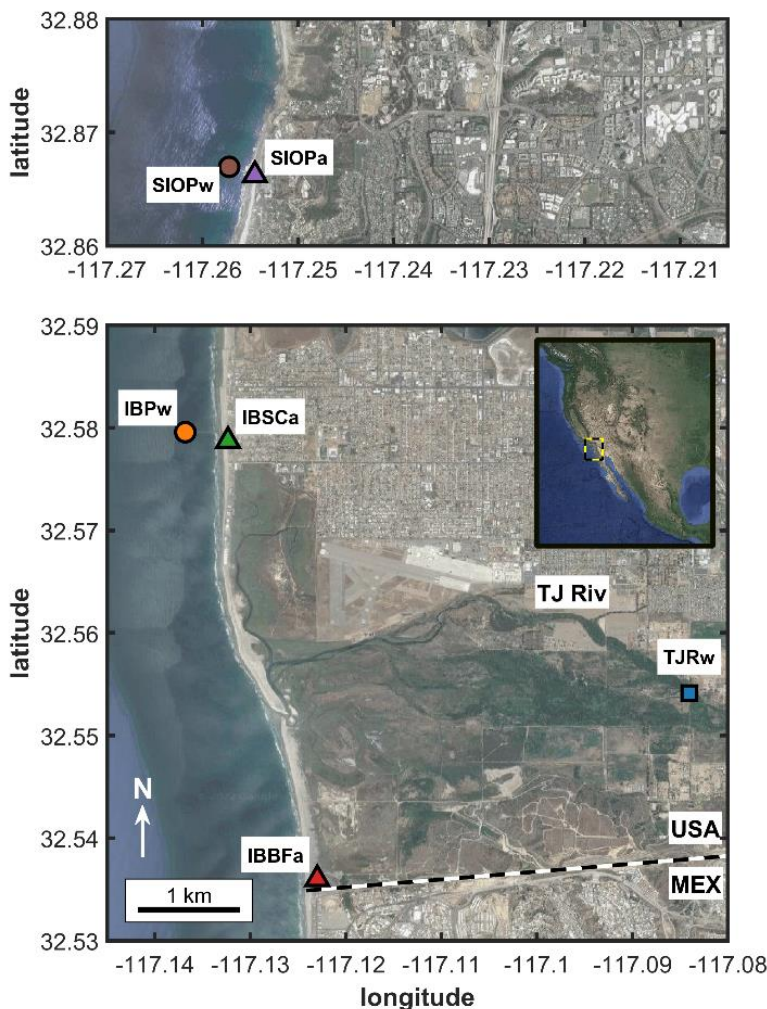 32.88
32.87
32.86
latitude
SIOPw
SIOPa
-117.27 -117.26 -117.25 -117.24 -117.23 -117.22 -117.21
32.59
32.58
32.57
32.56
32.55
32.54
32.53
latitude
IBPw
IBSCa
TJ Riv
TJRw
N
IBBFa
USA
MEX
1 km
-117.14 -117.13 -117.12 -117.11 -117.1 -117.09 -117.08
longitude